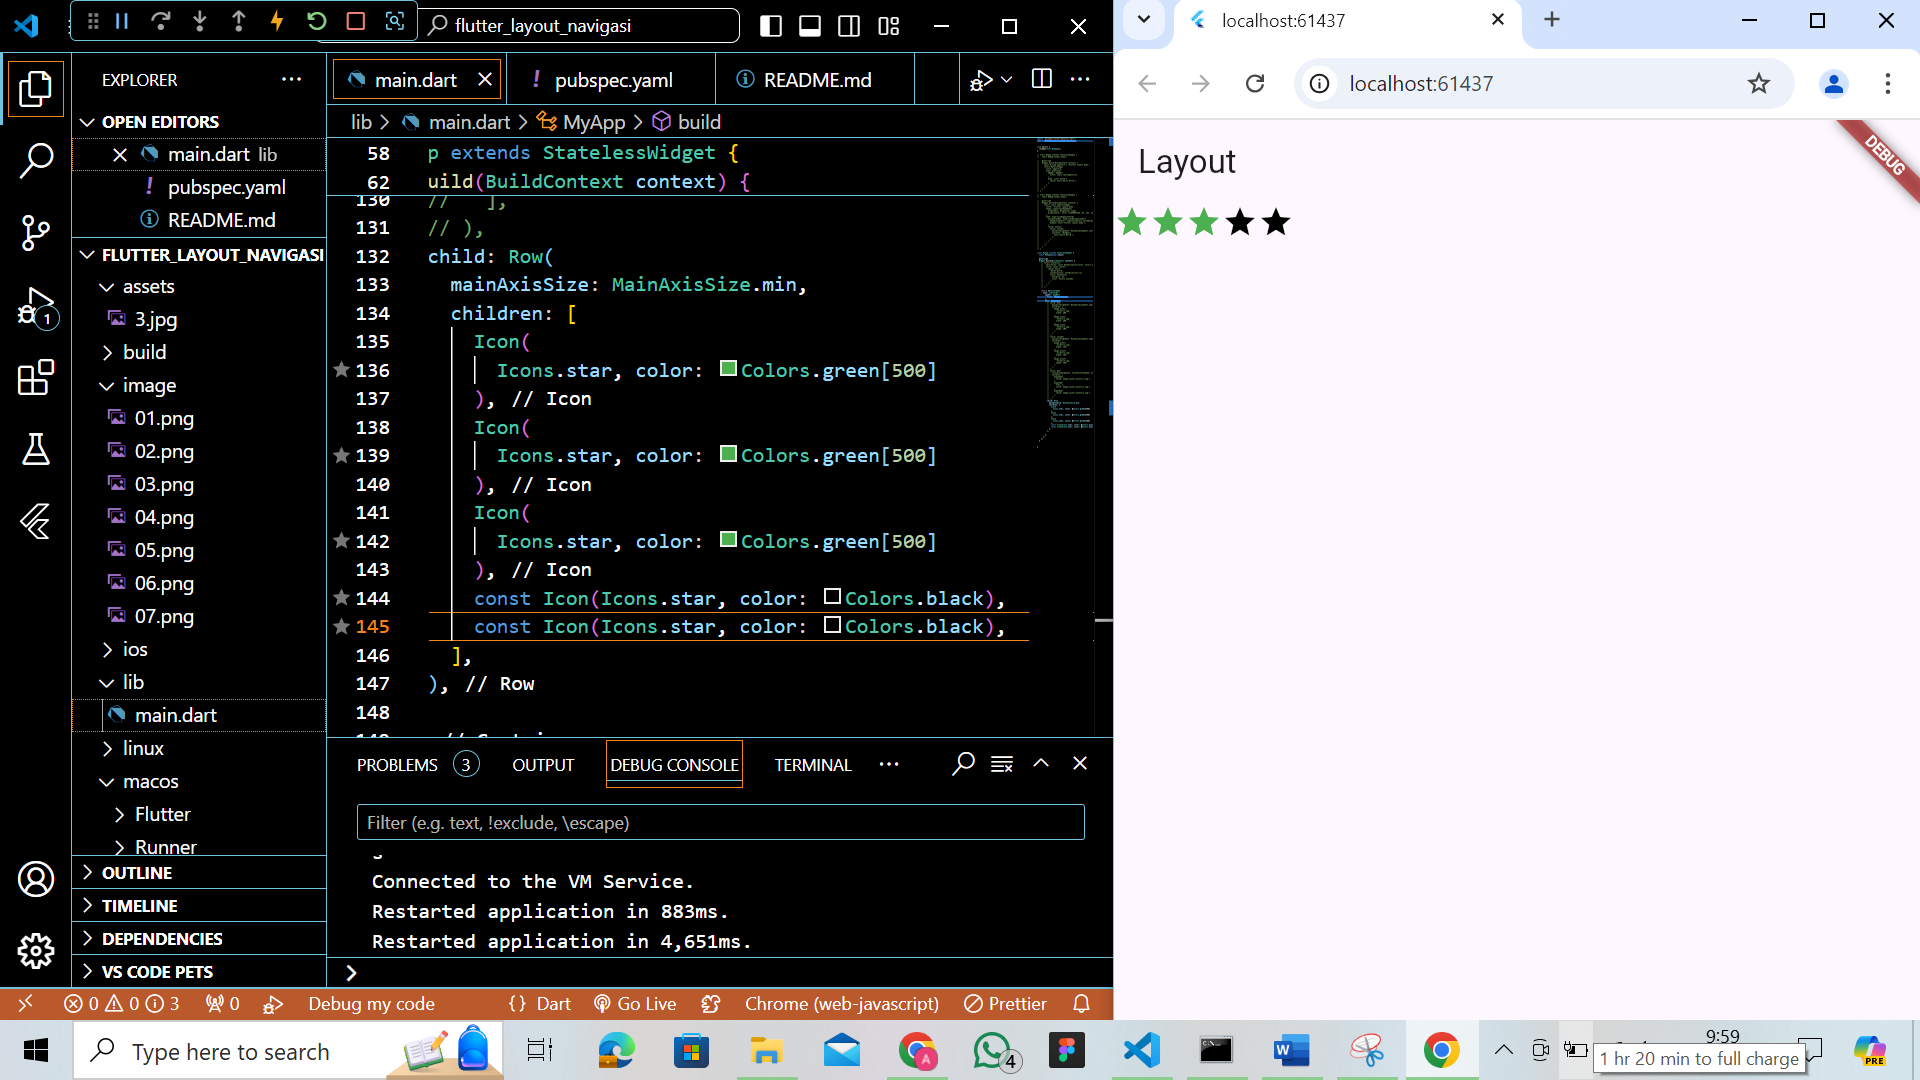 flutter_layout_navigasi
EXPLORER
OPEN EDITORS
main.dart lib
pubspec.yaml
README.md
FLUTTER_LAYOUT_NAVIGASI
assets
3.jpg
build
image
01.png
02.png
03.png
04.png
05.png
06.png
07.png
ios
lib
main.dart
linux
macos
Flutter
Runner
OUTLINE
TIMELINE
DEPENDENCIES
VS CODE PETS
1
main.dart
pubspec.yaml
README.md
lib > main.dart > MyApp > build
58 p extends StatelessWidget {
62 uild(BuildContext context) {
130 // ],
131 // ),
132 child: Row(
133 mainAxisSize: MainAxisSize.min,
134 children: [
135 Icon(
136 Icons.star, color: Colors.green[500]
137 ), // Icon
138 Icon(
139 Icons.star, color: Colors.green[500]
140 ), // Icon
141 Icon(
142 Icons.star, color: Colors.green[500]
143 ), // Icon
144 const Icon(Icons.star, color: Colors.black),
145 const Icon(Icons.star, color: Colors.black),
146 ],
147 ), // Row
148
PROBLEMS 3 OUTPUT DEBUG CONSOLE TERMINAL
Filter (e.g. text, !exclude, \escape)
Connected to the VM Service.
Restarted application in 883ms.
Restarted application in 4,651ms.
0 0 3 0 Debug my code {} Dart Go Live Chrome (web-javascript) Prettier
localhost:61437
localhost:61437
Layout
DEBUG
Type here to search
A
4
9:59
1 hr 20 min to full charge
PRE